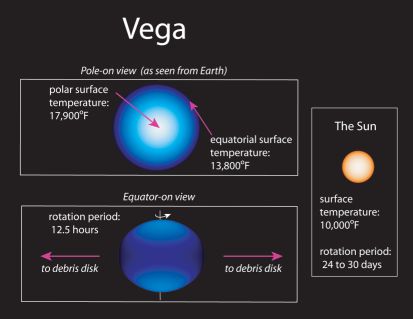 Vega
Pole-on view (as seen from Earth)
polar surface
temperature:
17,900°F
equatorial surface
temperature:
13,800°F
Equator-on view
rotation period:
12.5 hours
to debris disk
to debris disk
The Sun
surface
temperature:
10,000°F
rotation period:
24 to 30 days